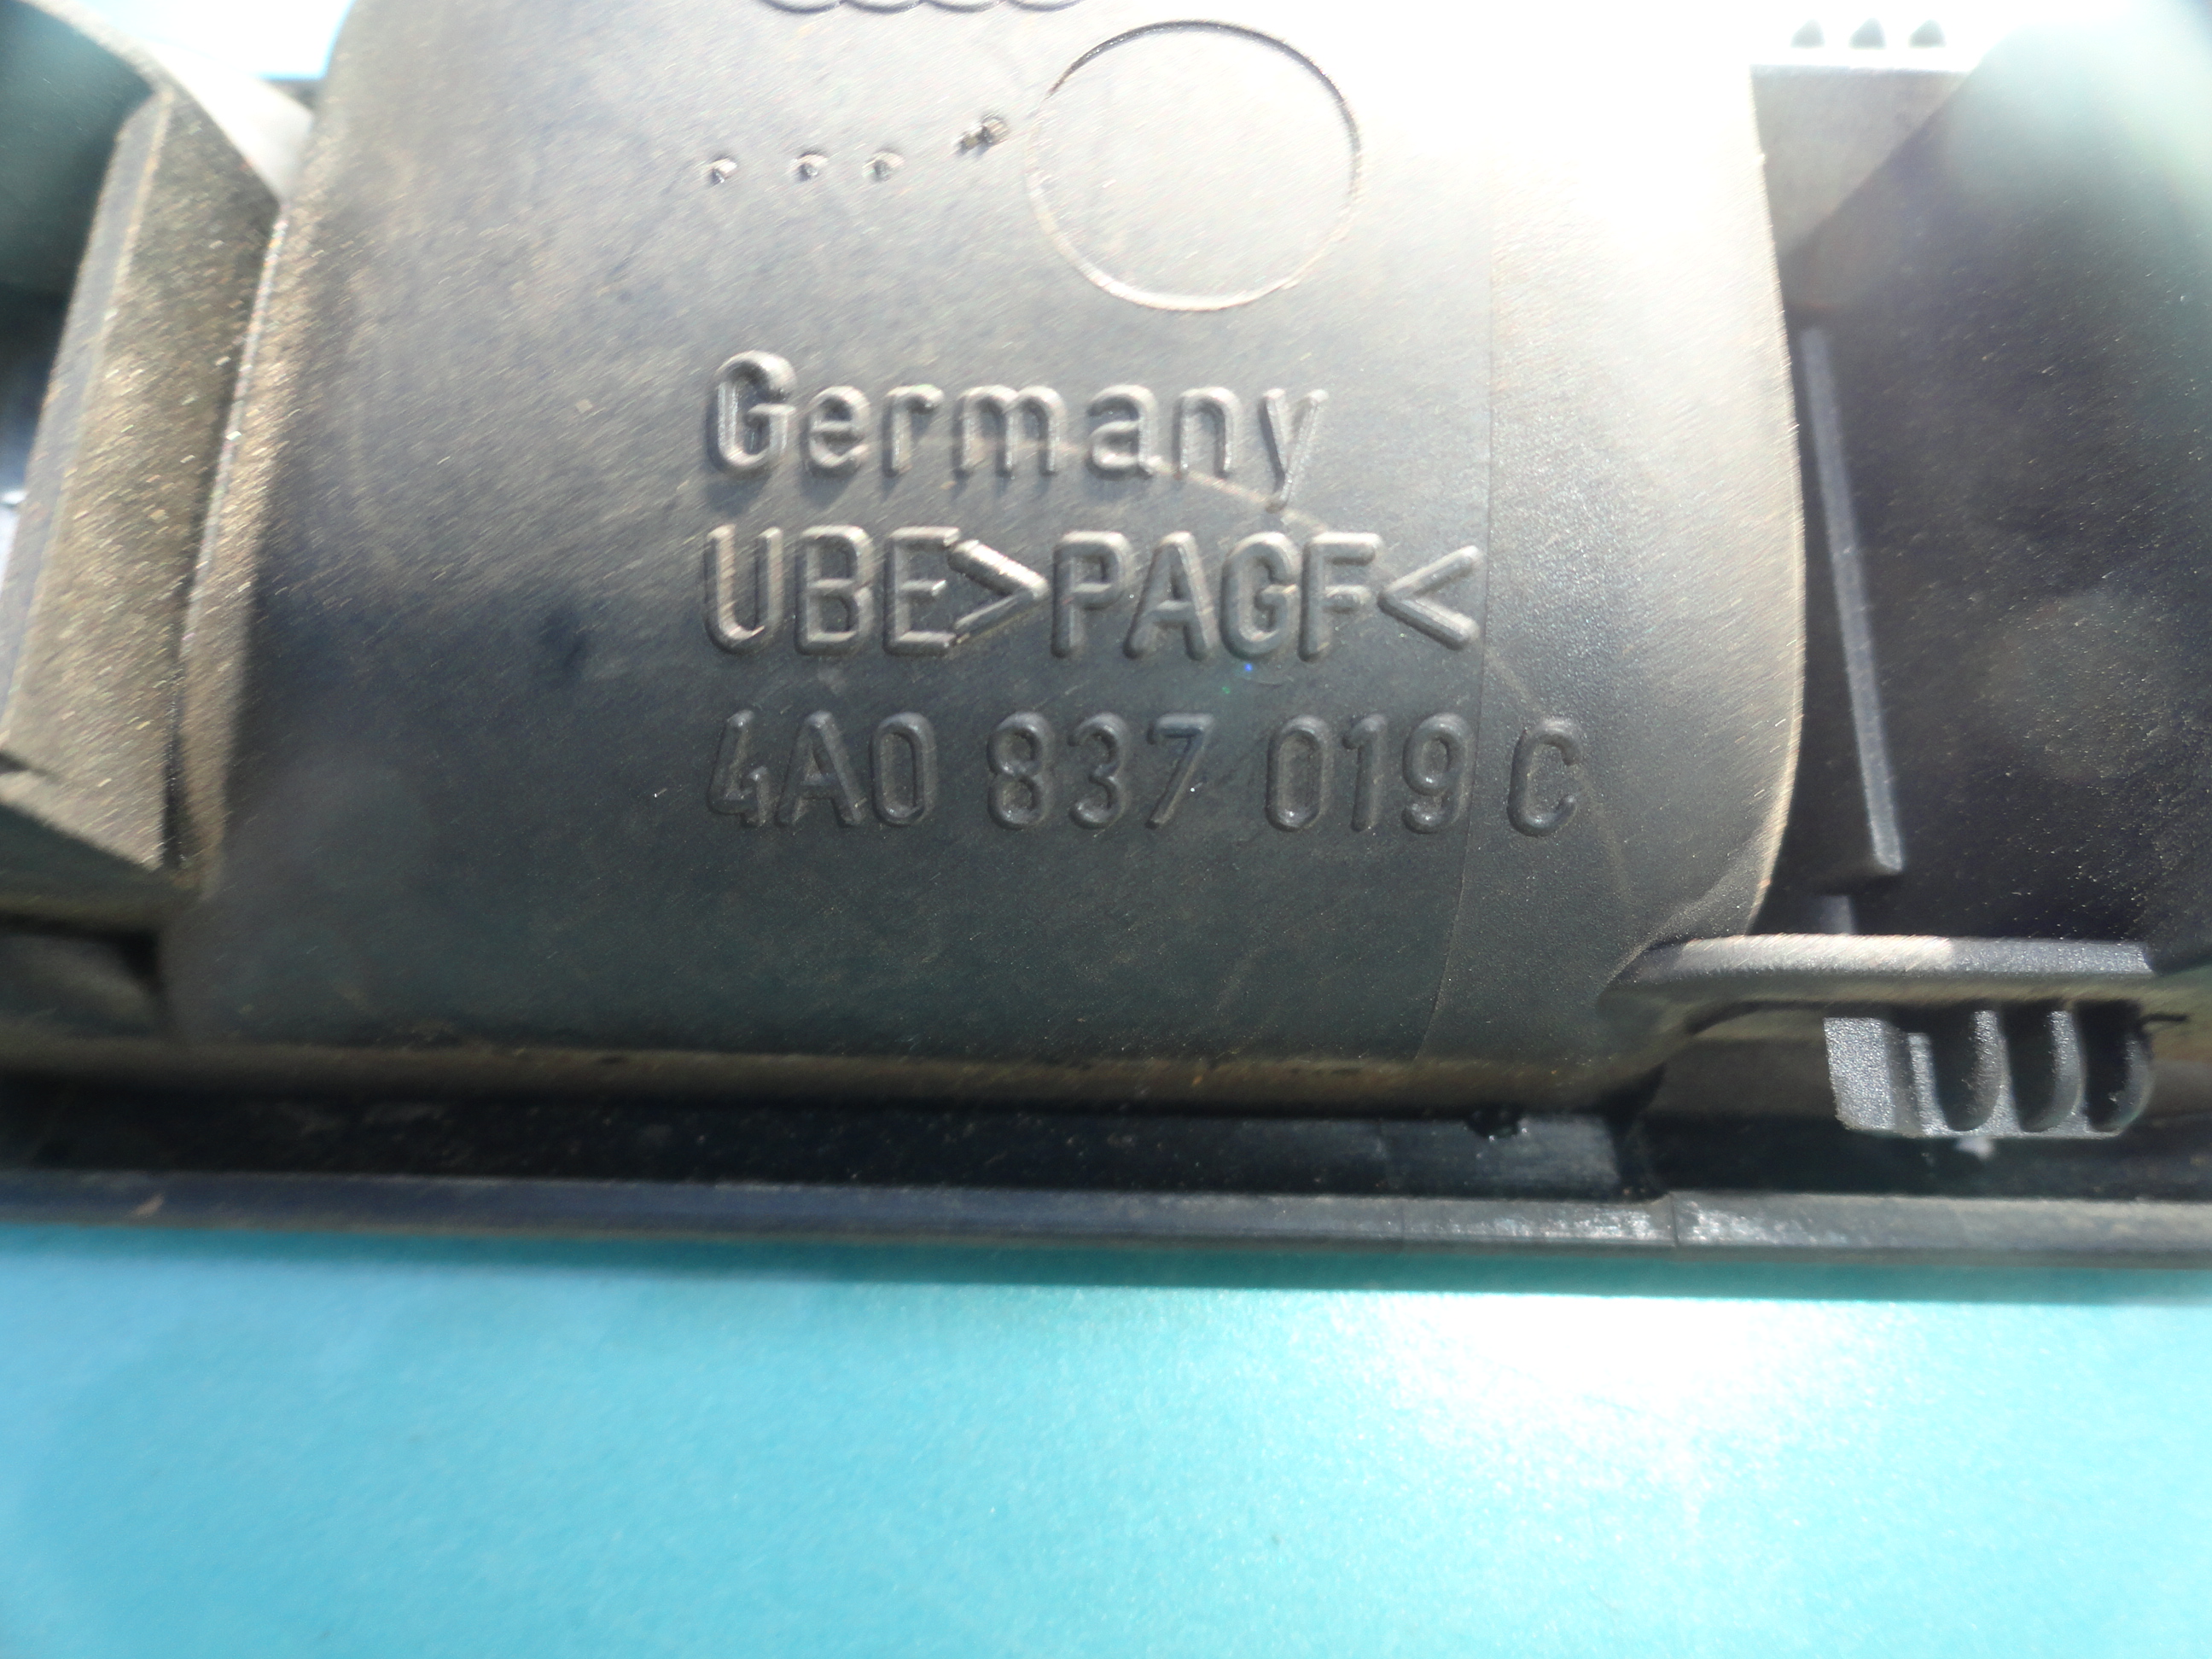 Germany
UBE>PAGF<
4A0 837 019 C